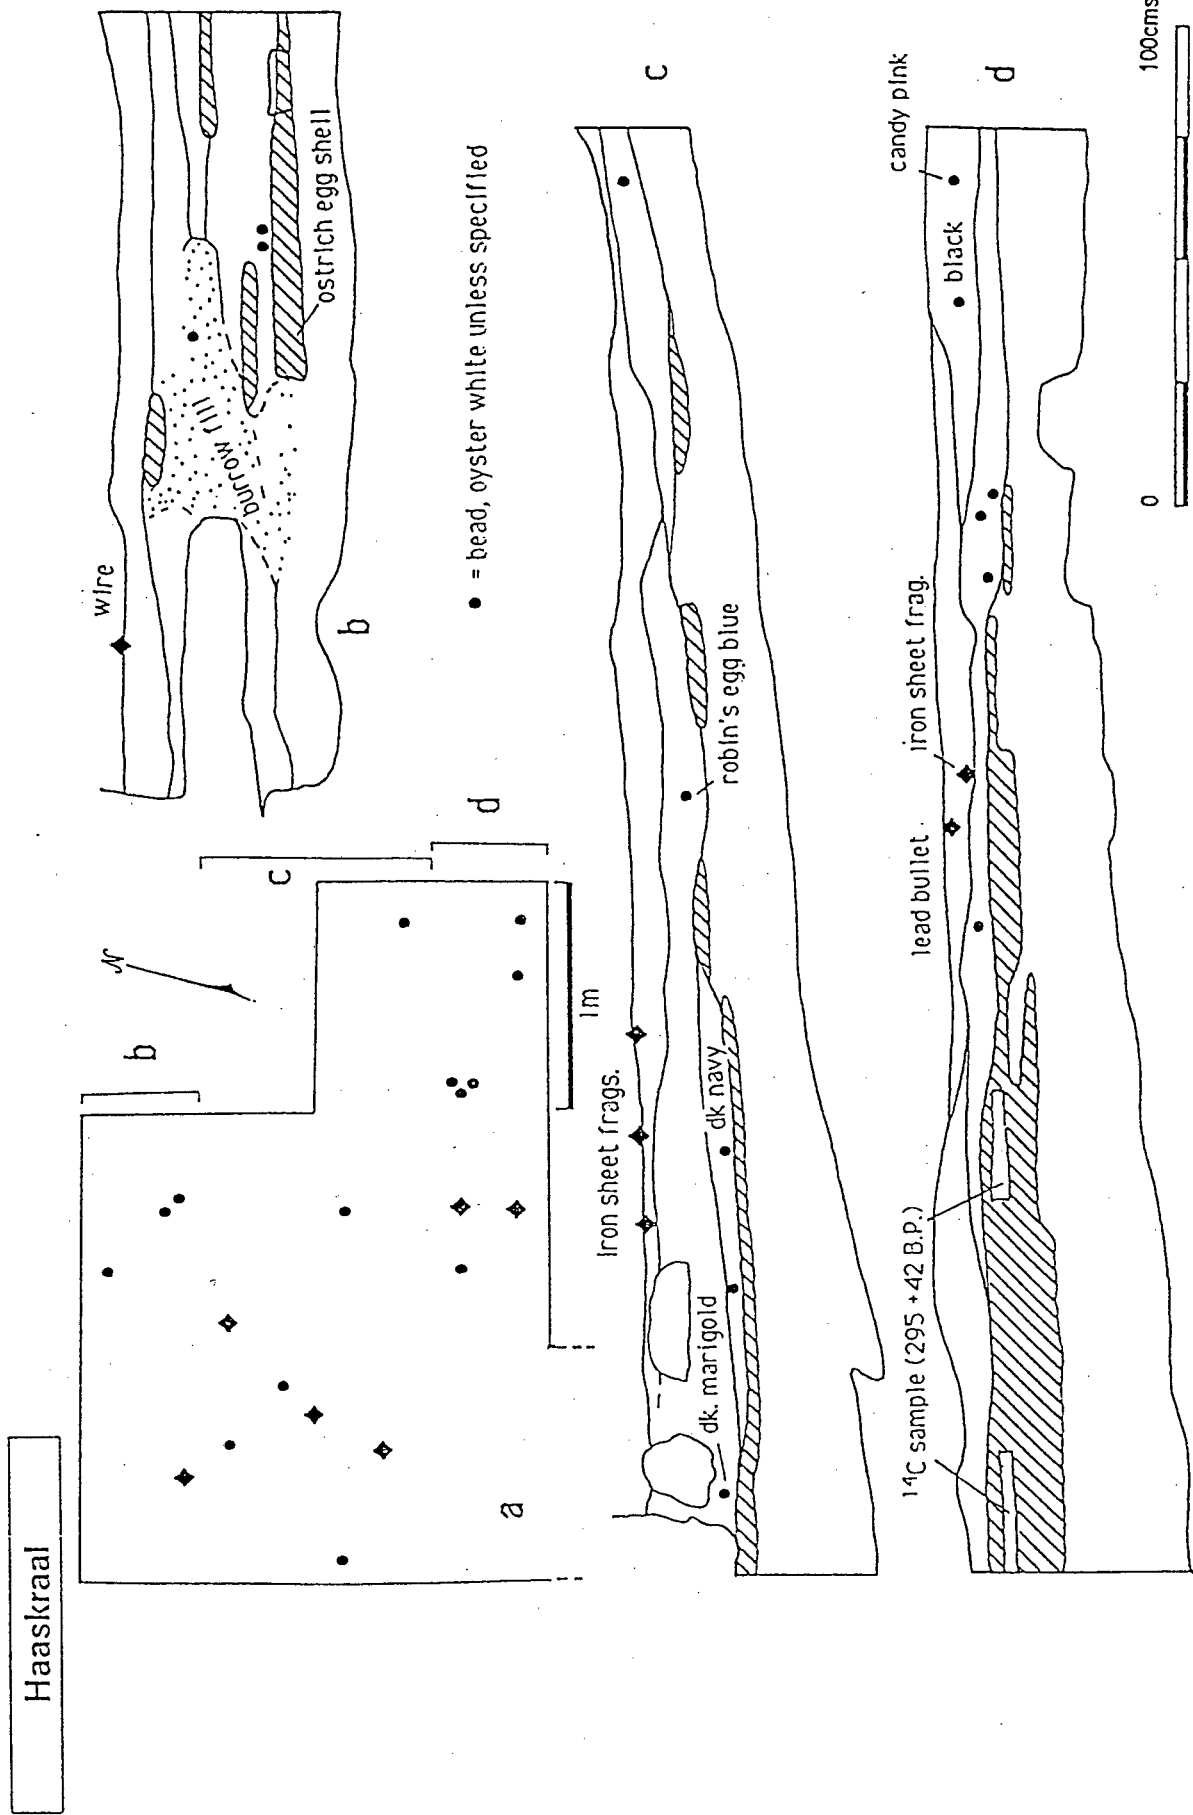 Haaskraal
a
b
c
d
N
1m
wire
burrow fill
ostrich egg shell
b
• = bead, oyster white unless specified
Iron sheet frags.
dk. marigold
dk navy
robin's egg blue
c
14C sample (295 + 42 B.P.)
lead bullet
iron sheet frag.
black
candy pink
d
0
100cms